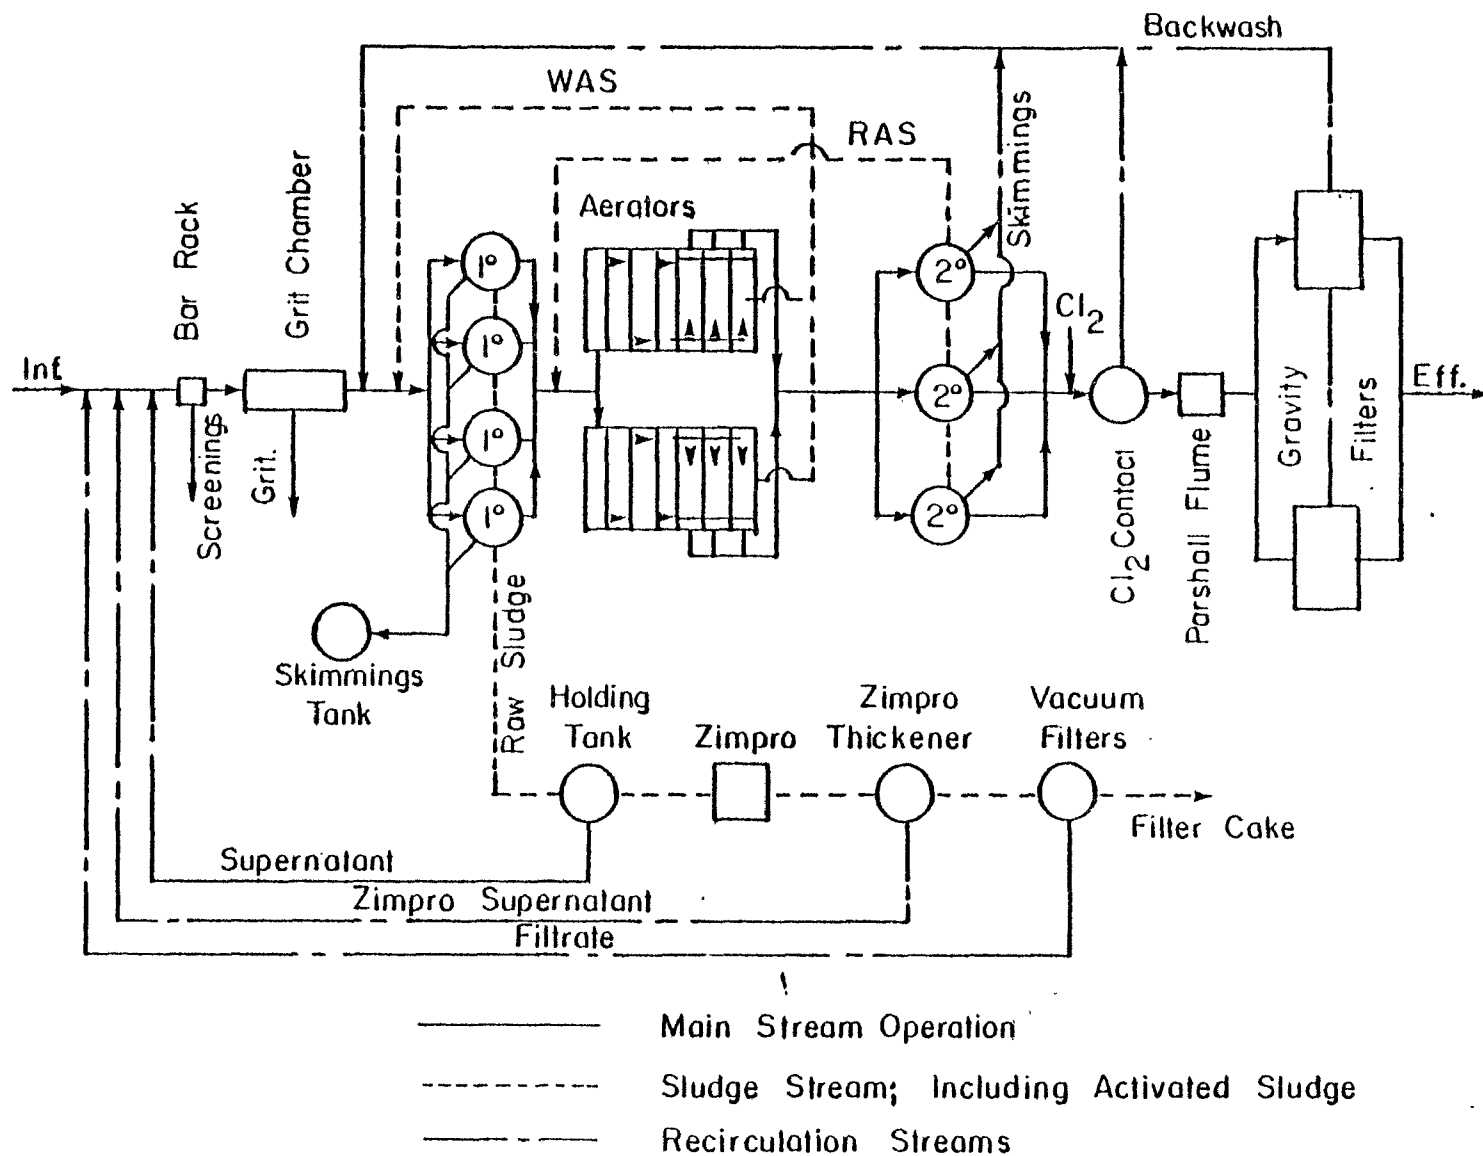 Backwash
WAS
RAS
Skimmings
Grit Chamber
Bar Rack
Aerators
1°
1°
1°
1°
2°
2°
2°
Cl2
Inf.
Eff.
Screenings
Grit.
Gravity
Filters
Cl2 Contact
Parshall Flume
Skimmings
Tank
Raw Sludge
Holding
Tank
Zimpro
Zimpro
Thickener
Vacuum
Filters
Filter Cake
Supernatant
Zimpro Supernatant
Filtrate
Main Stream Operation
Sludge Stream; Including Activated Sludge
Recirculation Streams